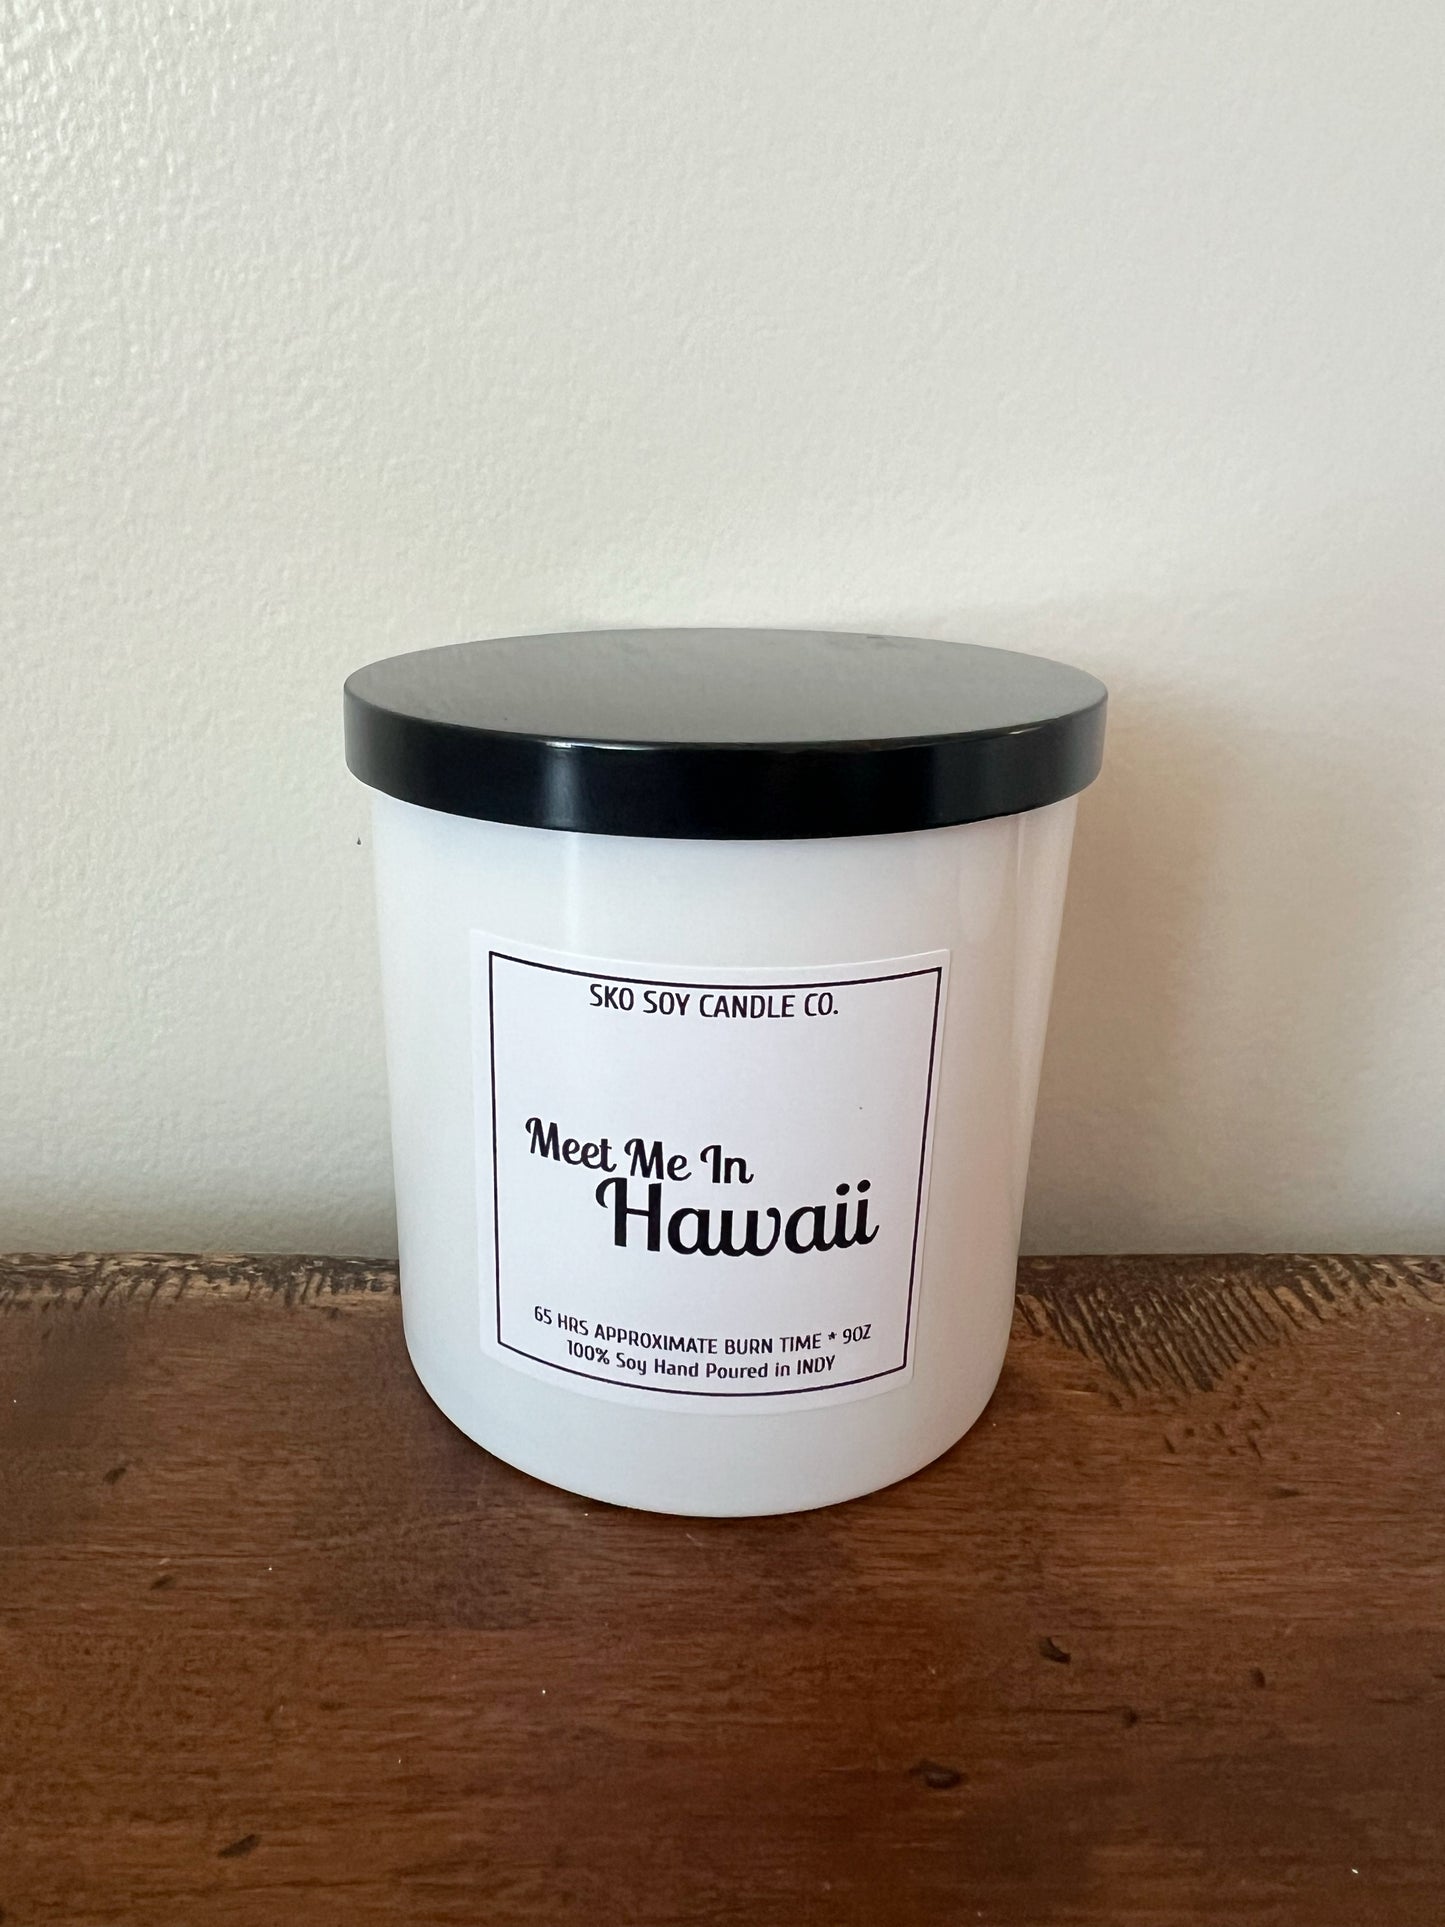 SKO SOY CANDLE CO.
Meet Me In
Hawaii
65 HRS APPROXIMATE BURN TIME * 9OZ
100% Soy Hand Poured in INDY